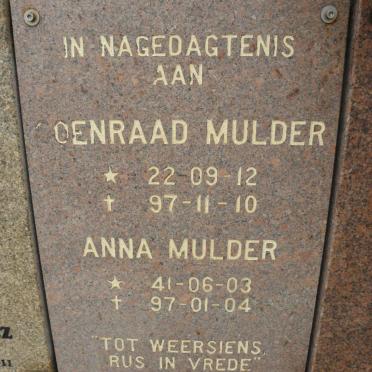 IN NAGEDAGTENIS
AAN
COENRAAD MULDER
★ 22-09-12
† 97-11-10
ANNA MULDER
★ 41-06-03
† 97-01-04
"TOT WEERSIENS,
RUS IN VREDE"